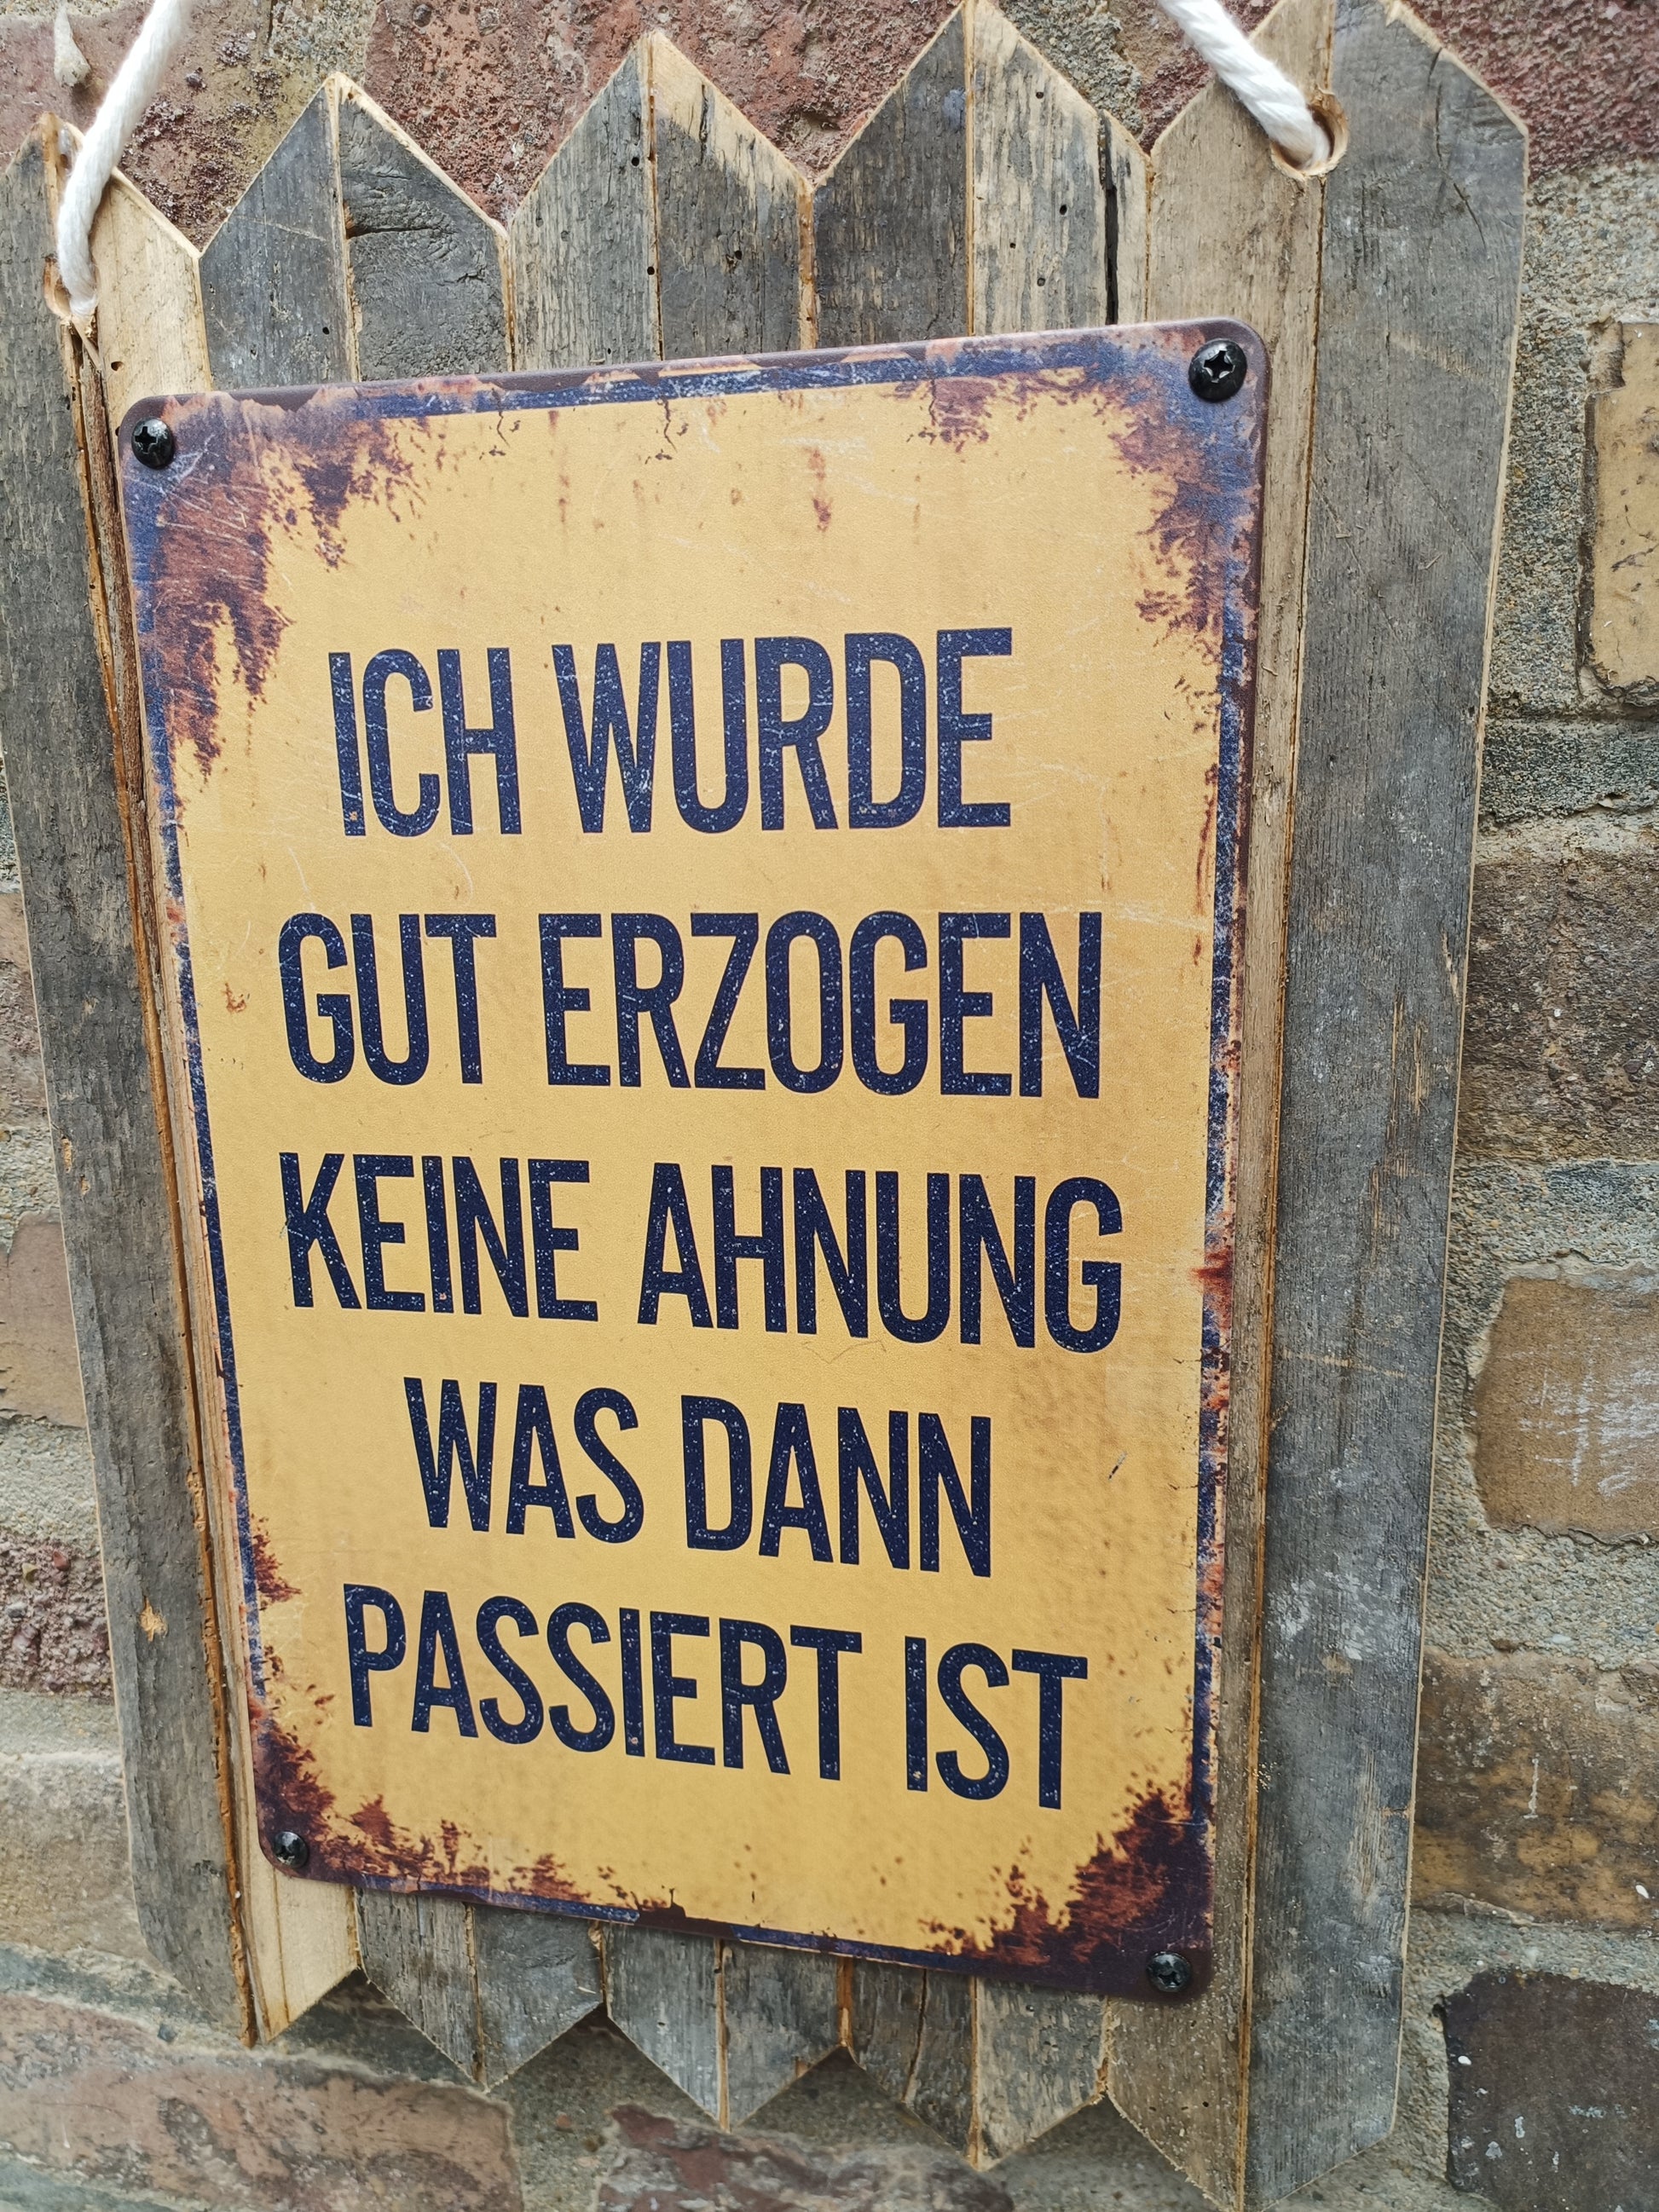 ICH WURDE
GUT ERZOGEN
KEINE AHNUNG
WAS DANN
PASSIERT IST